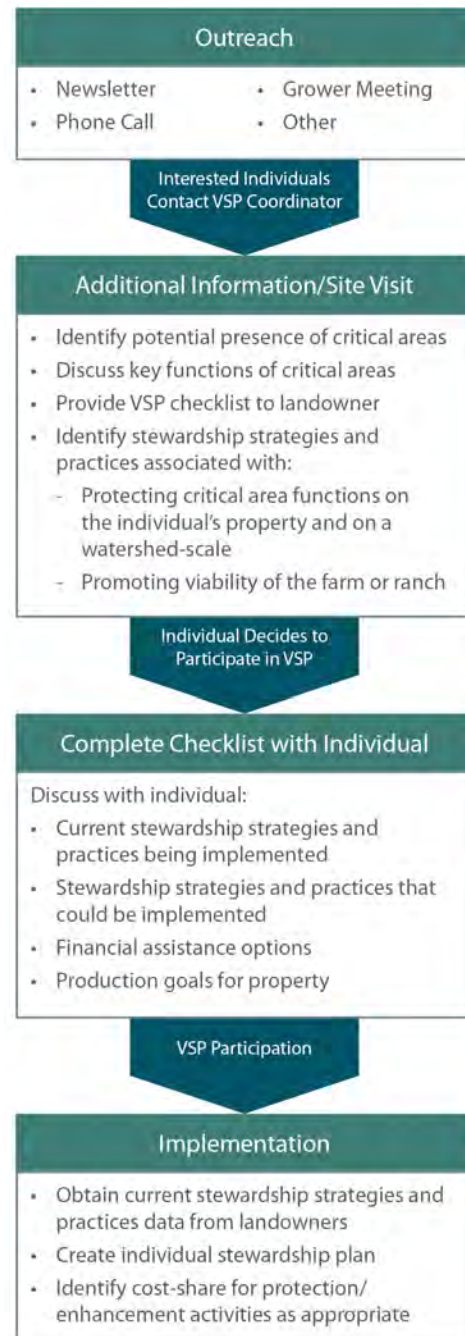 Outreach
• Newsletter
• Phone Call
• Grower Meeting
• Other
Interested Individuals
Contact VSP Coordinator
Additional Information/Site Visit
• Identify potential presence of critical areas
• Discuss key functions of critical areas
• Provide VSP checklist to landowner
• Identify stewardship strategies and
practices associated with:
- Protecting critical area functions on
the individual's property and on a
watershed-scale
- Promoting viability of the farm or ranch
Individual Decides to
Participate in VSP
Complete Checklist with Individual
Discuss with individual:
• Current stewardship strategies and
practices being implemented
• Stewardship strategies and practices that
could be implemented
• Financial assistance options
• Production goals for property
VSP Participation
Implementation
• Obtain current stewardship strategies and
practices data from landowners
• Create individual stewardship plan
• Identify cost-share for protection/
enhancement activities as appropriate